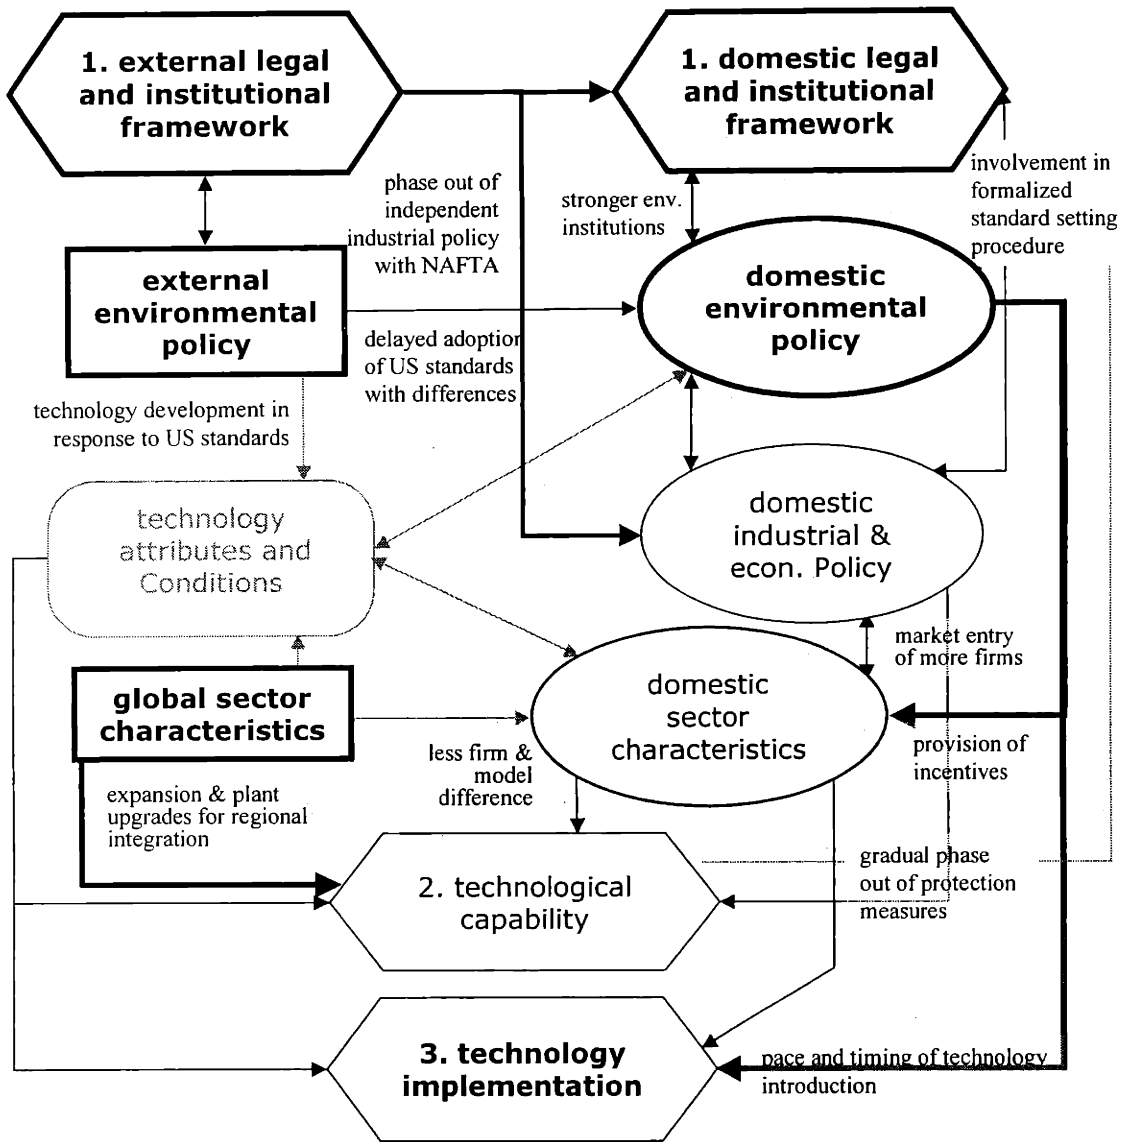 1. external legal
and institutional
framework
1. domestic legal
and institutional
framework
phase out of
independent
industrial policy
with NAFTA
stronger env.
institutions
involvement in
formalized
standard setting
procedure
external
environmental
policy
domestic
environmental
policy
delayed adoption
of US standards
with differences
technology development in
response to US standards
technology
attributes and
Conditions
domestic
industrial &
econ. Policy
market entry
of more firms
global sector
characteristics
domestic
sector
characteristics
less firm &
model
difference
provision of
incentives
expansion & plant
upgrades for regional
integration
gradual phase
out of protection
measures
2. technological
capability
3. technology
implementation
pace and timing of technology
introduction